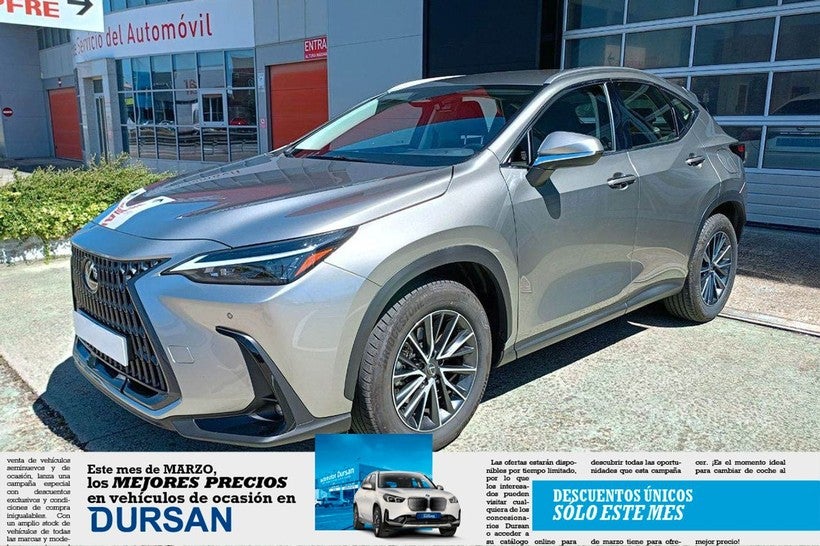 PFRE
Servicio del Automóvil
ENTRA
16
venta de vehículos
seminuevos y de
ocasión, lanza una
campaña especial
con descuentos
exclusivos y condi-
ciones de compra
inigualables. Con
un amplio stock de
vehículos de todas
las marcas y mode-
Este mes de MARZO,
los MEJORES PRECIOS
en vehículos de ocasión en
DURSAN
Dursan
Las ofertas estarán dispo-
nibles por tiempo limitado,
por lo que
los interesa-
dos pueden
visitar cual-
quiera de los
concesiona-
rios Dursan
o acceder a
su catálogo online para
descubrir todas las oportu-
nidades que esta campaña
de marzo tiene para ofre-
cer. ¡Es el momento ideal
para cambiar de coche al
mejor precio!
DESCUENTOS ÚNICOS
SÓLO ESTE MES